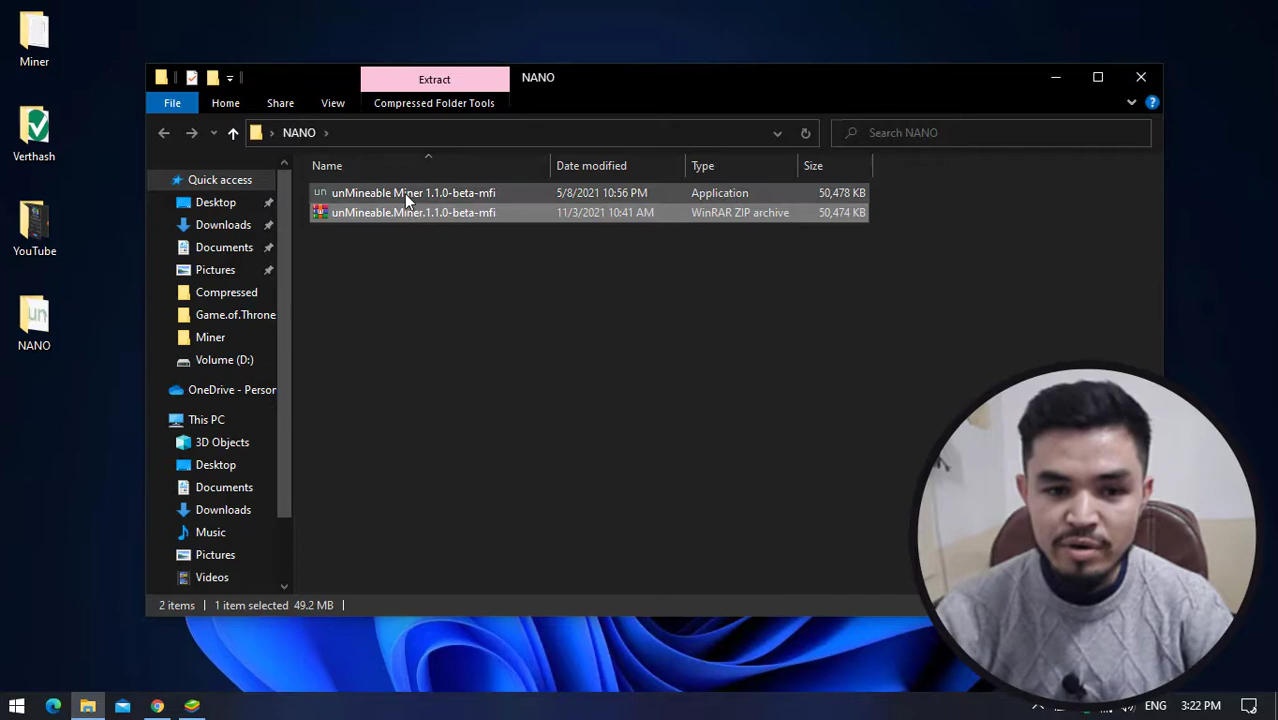 Miner
Verthash
YouTube
un
NANO
Extract
NANO
File
Home
Share
View
Compressed Folder Tools
NANO
Search NANO
Name
Date modified
Type
Size
un unMineable Miner 1.1.0-beta-mfi 5/8/2021 10:56 PM Application 50,478 KB
unMineable.Miner.1.1.0-beta-mfi 11/3/2021 10:41 AM WinRAR ZIP archive 50,474 KB
Quick access
Desktop
Downloads
Documents
Pictures
Compressed
Game.of.Throne
Miner
Volume (D:)
OneDrive - Person
This PC
3D Objects
Desktop
Documents
Downloads
Music
Pictures
Videos
2 items 1 item selected 49.2 MB
ENG 3:22 PM